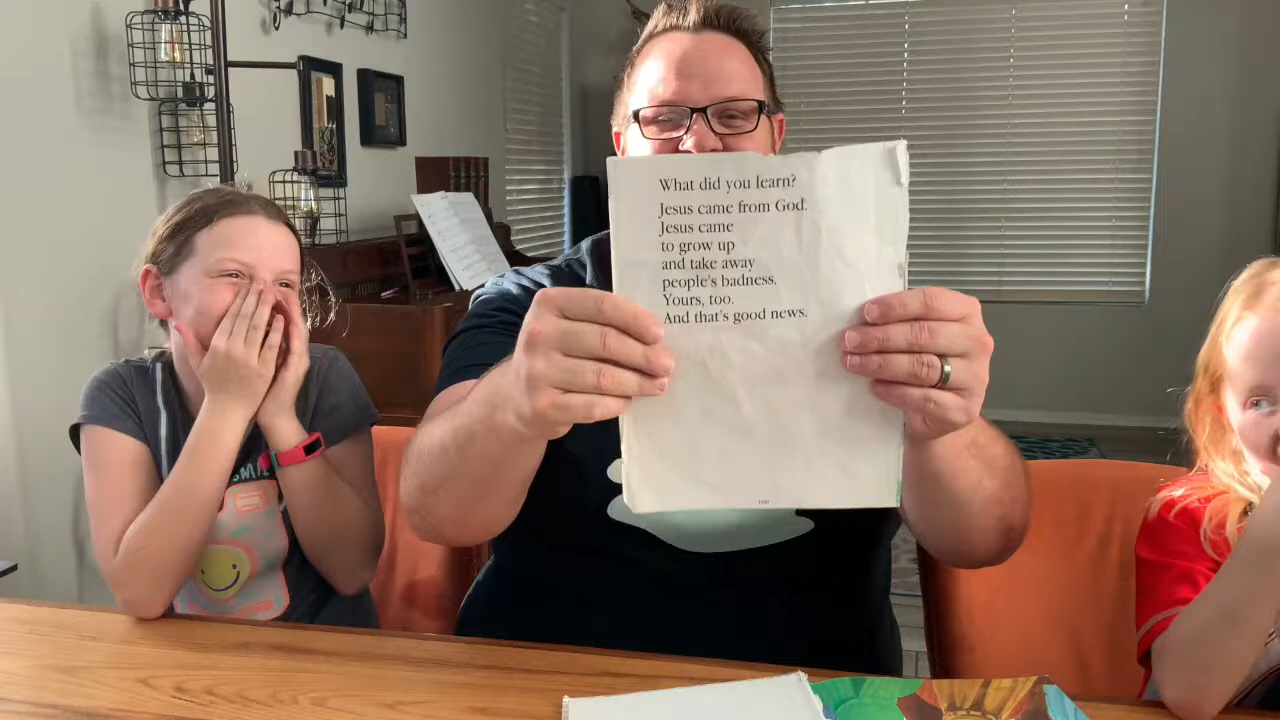 What did you learn?
Jesus came from God.
Jesus came
to grow up
and take away
people's badness.
Yours, too.
And that's good news.